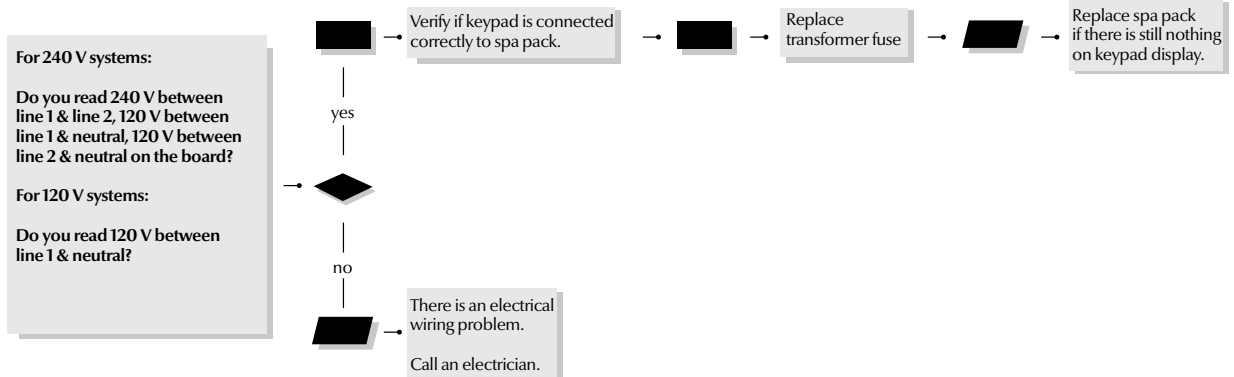 For 240 V systems:
Do you read 240 V between
line 1 & line 2, 120 V between
line 1 & neutral, 120 V between
line 2 & neutral on the board?
For 120 V systems:
Do you read 120 V between
line 1 & neutral?
yes
Verify if keypad is connected
correctly to spa pack.
Replace
transformer fuse
Replace spa pack
if there is still nothing
on keypad display.
no
There is an electrical
wiring problem.
Call an electrician.